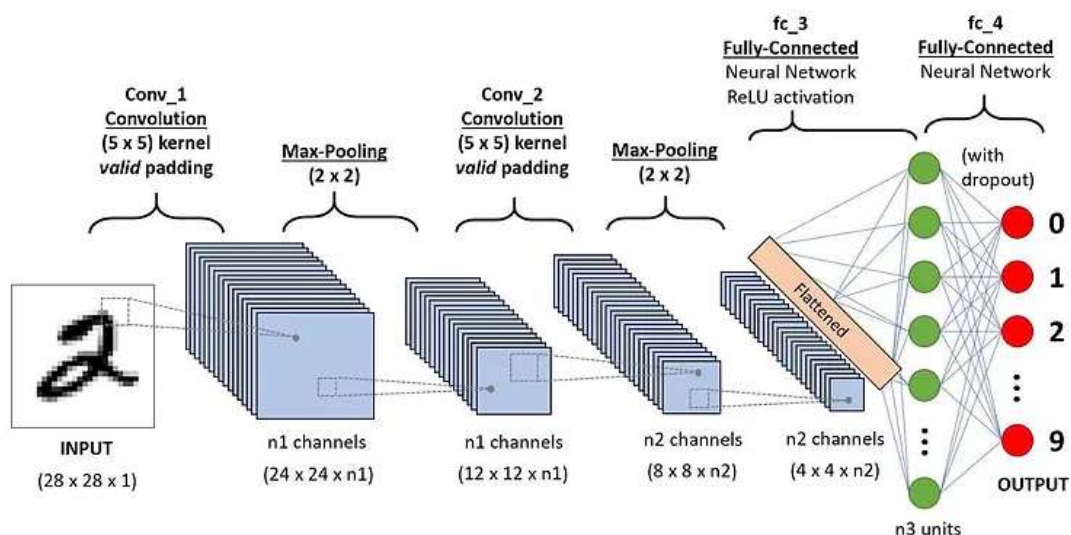 fc_3
Fully-Connected
Neural Network
ReLU activation
fc_4
Fully-Connected
Neural Network
Conv_1
Convolution
(5 x 5) kernel
valid padding
Max-Pooling
(2 x 2)
Conv_2
Convolution
(5 x 5) kernel
valid padding
Max-Pooling
(2 x 2)
(with
dropout)
Flattened
0
1
2
9
INPUT
(28 x 28 x 1)
n1 channels
(24 x 24 x n1)
n1 channels
(12 x 12 x n1)
n2 channels
(8 x 8 x n2)
n2 channels
(4 x 4 x n2)
OUTPUT
n3 units
2